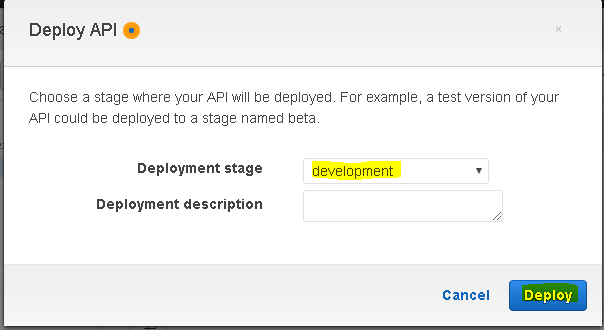 Deploy API
×
Choose a stage where your API will be deployed. For example, a test version of your
API could be deployed to a stage named beta.
Deployment stage development
Deployment description
Cancel Deploy